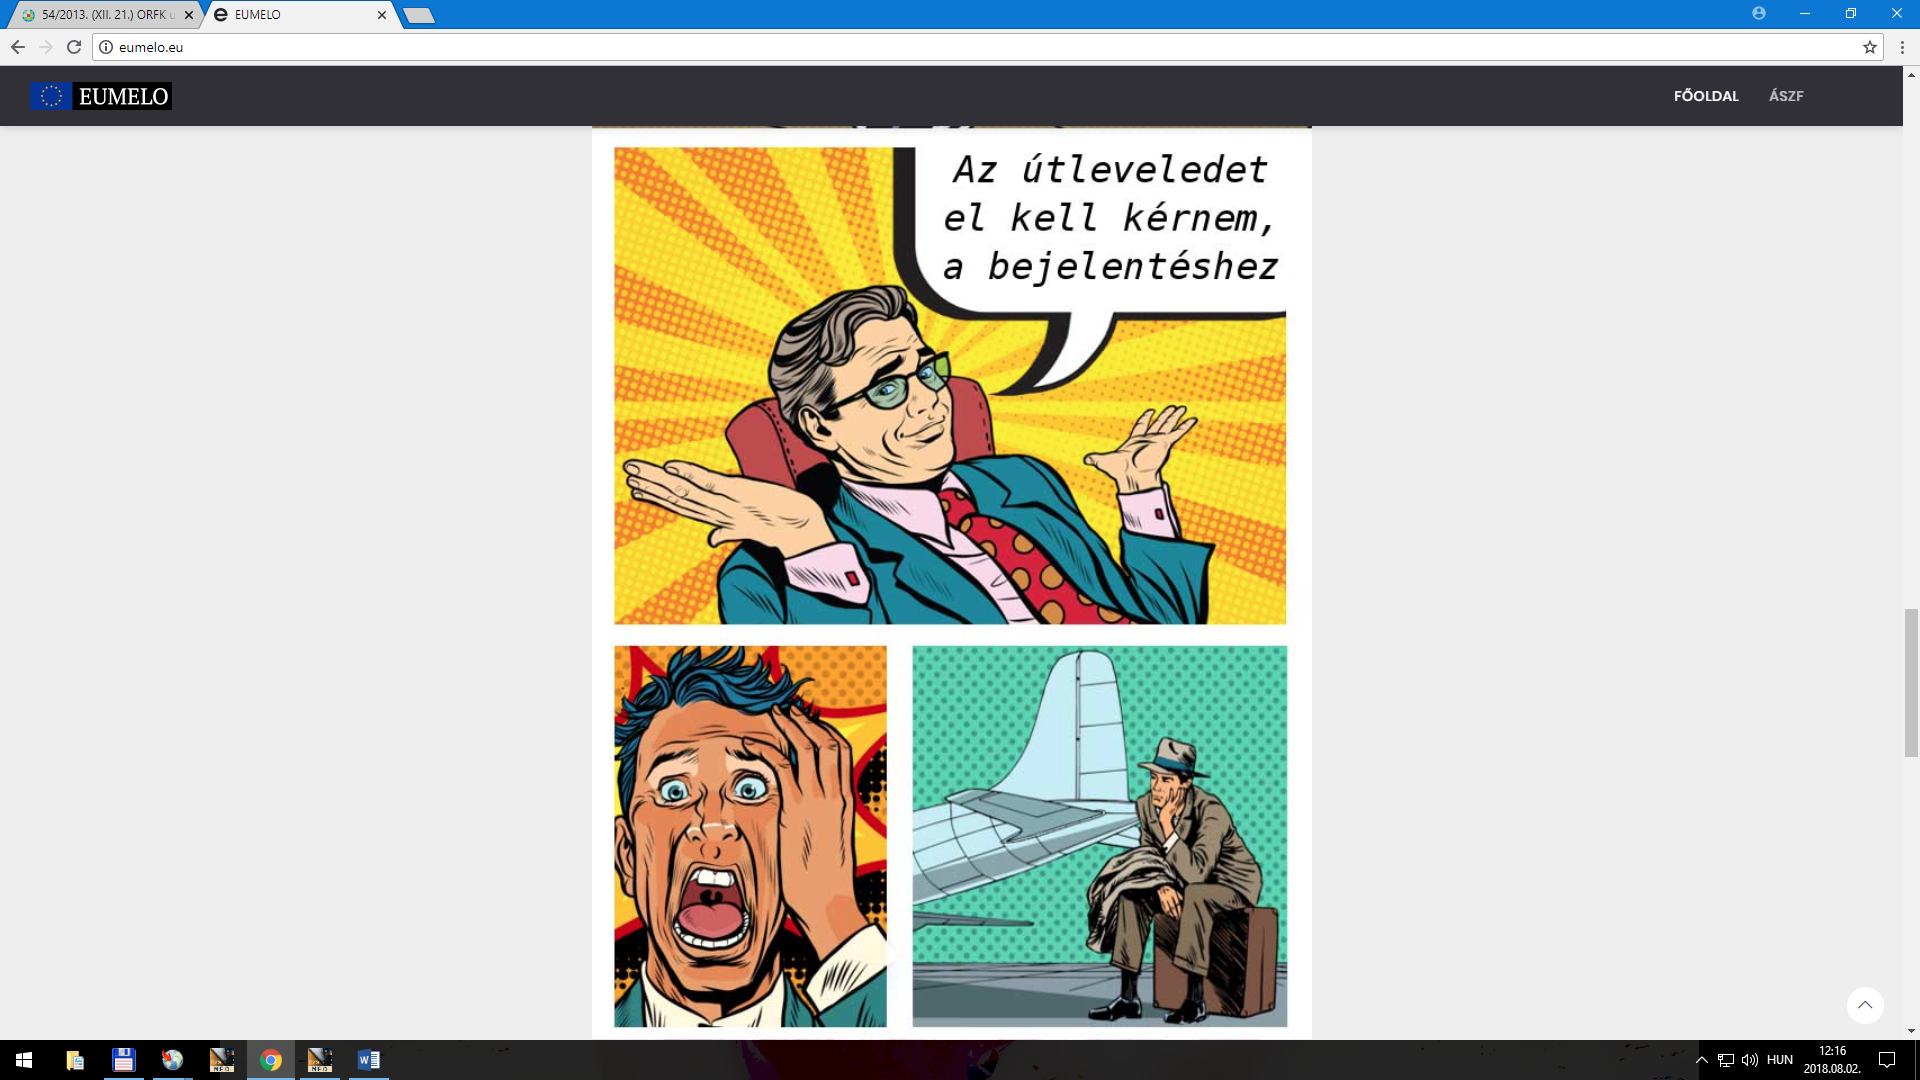 54/2013. (XII. 21.) ORFK u
EUMELO
eumelo.eu
EUMELO
FŐOLDAL
ÁSZF
Az útleveledet
el kell kérnem,
a bejelentéshez
HUN
12:16
2018.08.02.